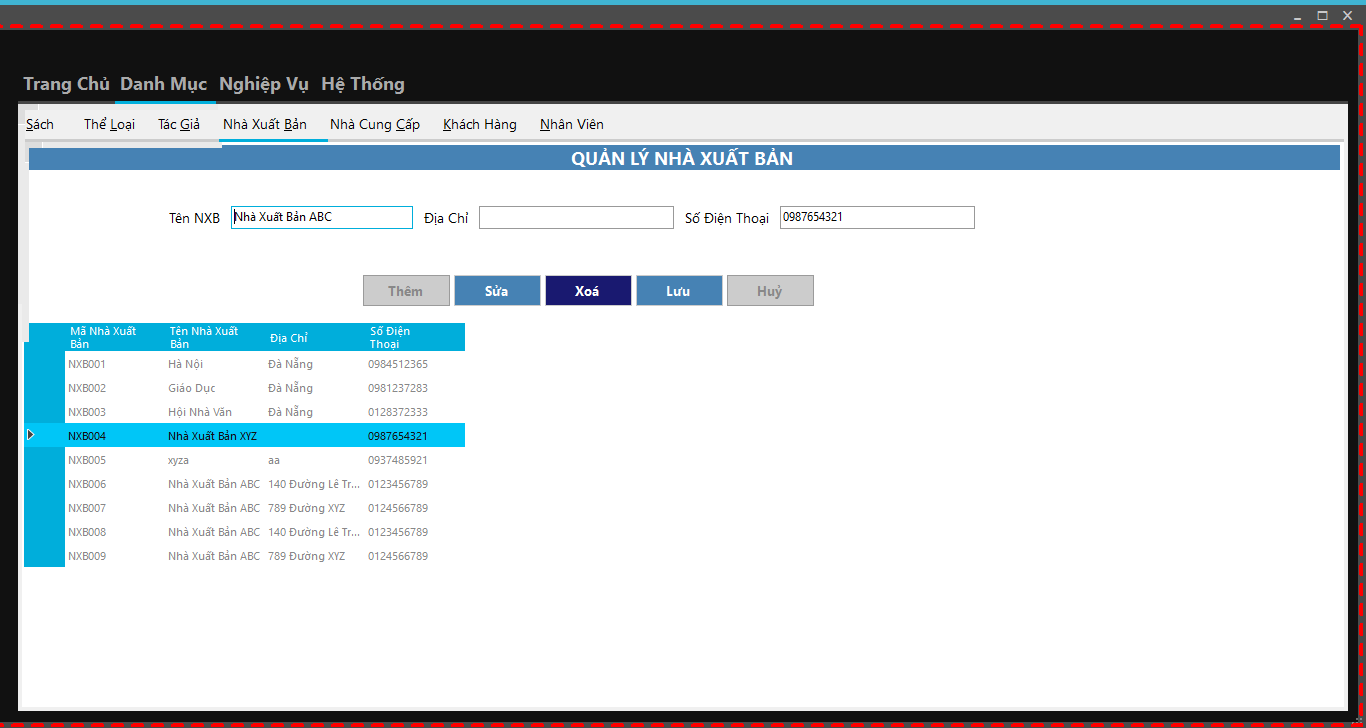 Trang Chủ Danh Mục Nghiệp Vụ Hệ Thống
Sách Thể Loại Tác Giả Nhà Xuất Bản Nhà Cung Cấp Khách Hàng Nhân Viên
QUẢN LÝ NHÀ XUẤT BẢN
Tên NXB Nhà Xuất Bản ABC Địa Chỉ Số Điện Thoại 0987654321
Thêm Sửa Xoá Lưu Huỷ
Mã Nhà Xuất Bản Tên Nhà Xuất Bản Địa Chỉ Số Điện Thoại
NXB001 Hà Nội Đà Nẵng 0984512365
NXB002 Giáo Dục Đà Nẵng 0981237283
NXB003 Hội Nhà Văn Đà Nẵng 0128372333
NXB004 Nhà Xuất Bản XYZ 0987654321
NXB005 xyza aa 0937485921
NXB006 Nhà Xuất Bản ABC 140 Đường Lê Tr... 0123456789
NXB007 Nhà Xuất Bản ABC 789 Đường XYZ 0124566789
NXB008 Nhà Xuất Bản ABC 140 Đường Lê Tr... 0123456789
NXB009 Nhà Xuất Bản ABC 789 Đường XYZ 0124566789